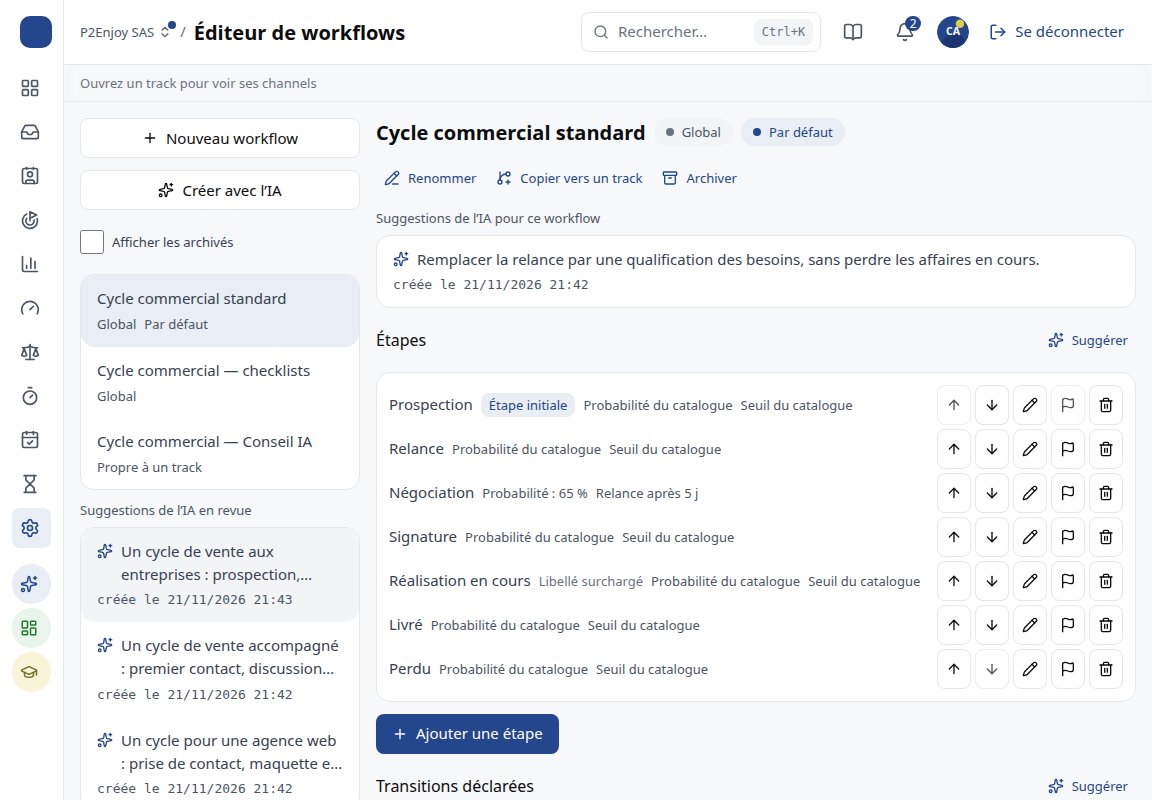 P2Enjoy SAS / Éditeur de workflows
Rechercher... Ctrl+K
2
CA
Se déconnecter
Ouvrez un track pour voir ses channels
Nouveau workflow
Créer avec l'IA
Afficher les archivés
Cycle commercial standard
Global Par défaut
Cycle commercial — checklists
Global
Cycle commercial — Conseil IA
Propre à un track
Suggestions de l'IA en revue
Un cycle de vente aux
entreprises : prospection,...
créée le 21/11/2026 21:43
Un cycle de vente accompagné
: premier contact, discussion...
créée le 21/11/2026 21:42
Un cycle pour une agence web
: prise de contact, maquette e...
créée le 21/11/2026 21:42
Cycle commercial standard Global Par défaut
Renommer Copier vers un track Archiver
Suggestions de l'IA pour ce workflow
Remplacer la relance par une qualification des besoins, sans perdre les affaires en cours.
créée le 21/11/2026 21:42
Étapes Suggérer
Prospection Étape initiale Probabilité du catalogue Seuil du catalogue
Relance Probabilité du catalogue Seuil du catalogue
Négociation Probabilité : 65 % Relance après 5 j
Signature Probabilité du catalogue Seuil du catalogue
Réalisation en cours Libellé surchargé Probabilité du catalogue Seuil du catalogue
Livré Probabilité du catalogue Seuil du catalogue
Perdu Probabilité du catalogue Seuil du catalogue
Ajouter une étape
Transitions déclarées Suggérer